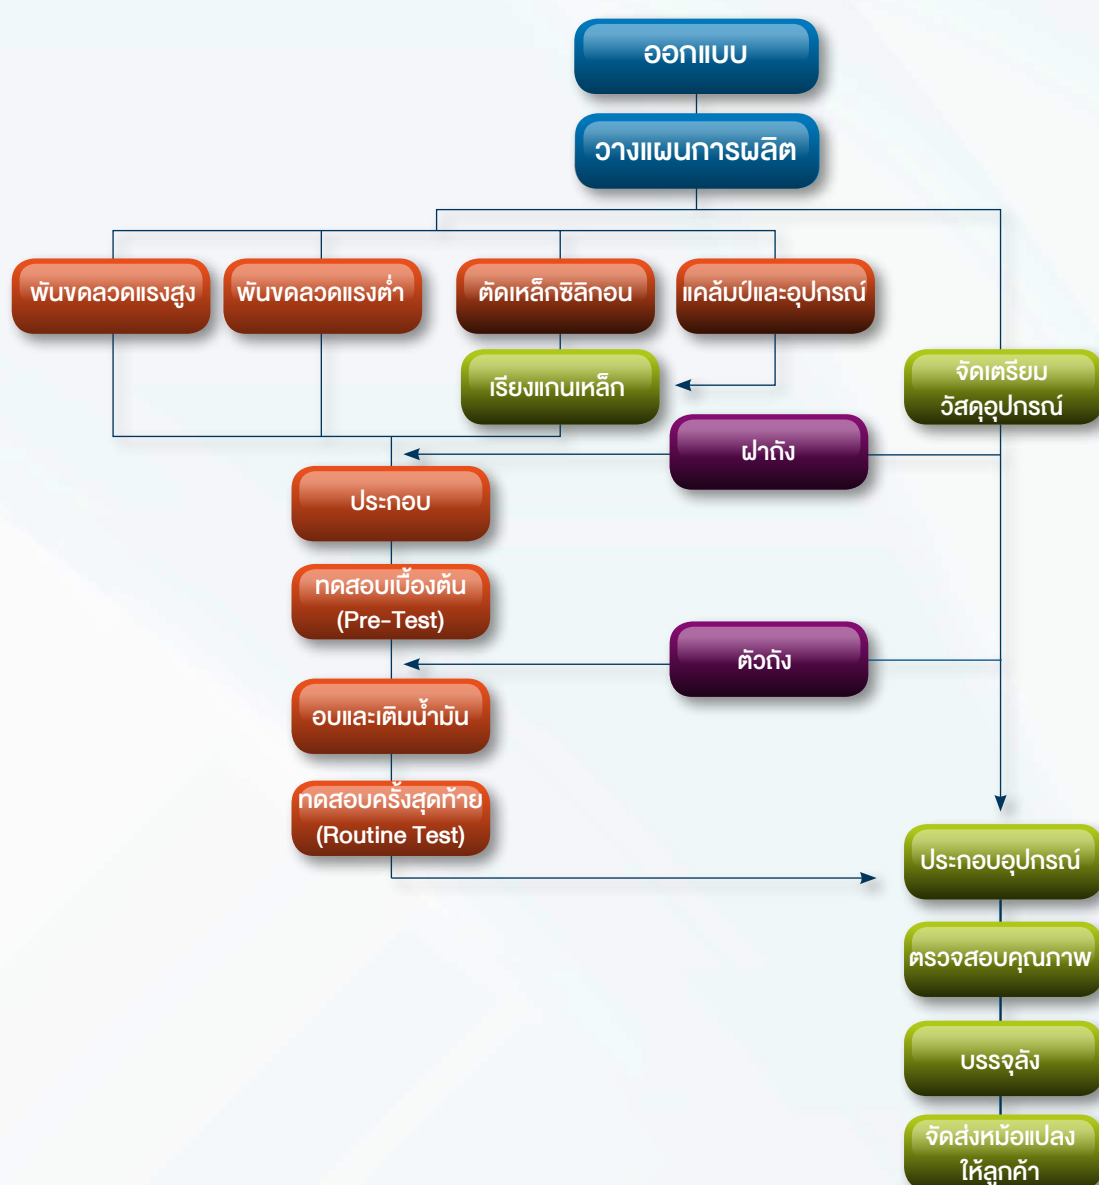 ออกแบบ
วางแผนการผลิต
พันขดลวดแรงสูง
พันขดลวดแรงต่ำ
ตัดเหล็กซิลิกอน
แคล้มป์และอุปกรณ์
เรียงแกนเหล็ก
จัดเตรียม
วัสดุอุปกรณ์
ฝาถัง
ประกอบ
ทดสอบเบื้องต้น
(Pre-Test)
ตัวถัง
อบและเติมน้ำมัน
ทดสอบครั้งสุดท้าย
(Routine Test)
ประกอบอุปกรณ์
ตรวจสอบคุณภาพ
บรรจุลัง
จัดส่งหม้อแปลง
ให้ลูกค้า